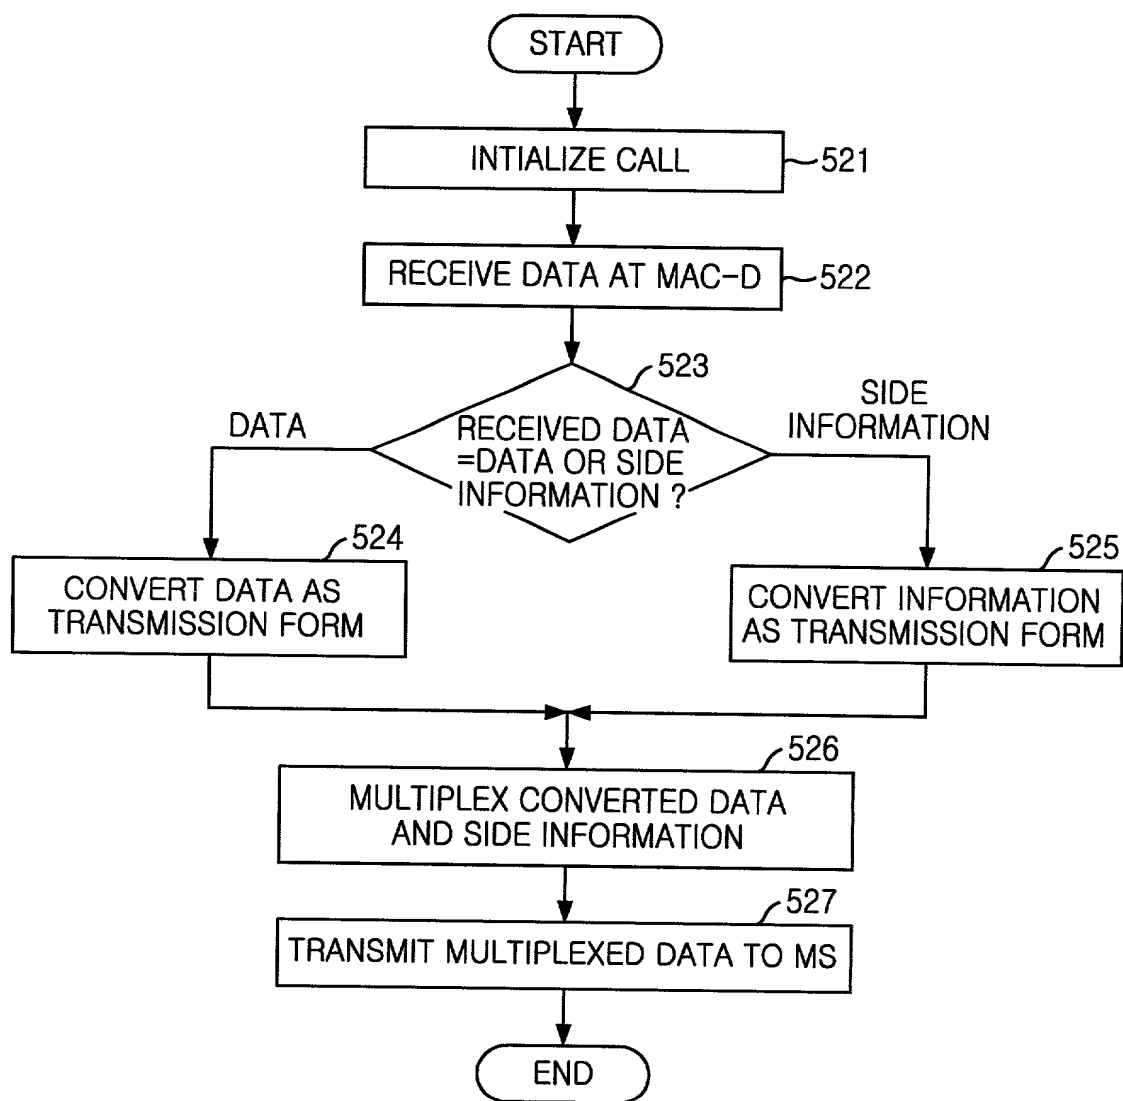 START
INTIALIZE CALL
521
RECEIVE DATA AT MAC-D
522
523
RECEIVED DATA
=DATA OR SIDE
INFORMATION ?
DATA
SIDE
INFORMATION
524
CONVERT DATA AS
TRANSMISSION FORM
525
CONVERT INFORMATION
AS TRANSMISSION FORM
526
MULTIPLEX CONVERTED DATA
AND SIDE INFORMATION
527
TRANSMIT MULTIPLEXED DATA TO MS
END